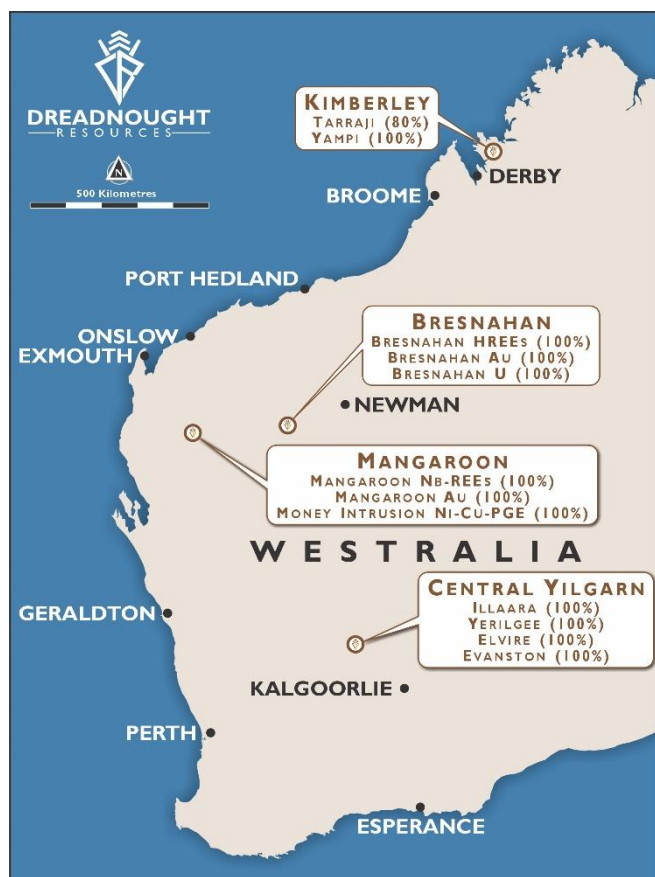 DREADNOUGHT
RESOURCES
N
500 Kilometres
KIMBERLEY
TARRAJI (80%)
YAMPI (100%)
DERBY
BROOME
PORT HEDLAND
ONSLOW
EXMOUTH
BRESNAHAN
BRESNAHAN HREES (100%)
BRESNAHAN AU (100%)
BRESNAHAN U (100%)
NEWMAN
MANGAROON
MANGAROON NB-REES (100%)
MANGAROON AU (100%)
MONEY INTRUSION NI-CU-PGE (100%)
WESTRALIA
CENTRAL YILGARN
ILLAARA (100%)
YERILGEE (100%)
ELVIRE (100%)
EVANSTON (100%)
GERALDTON
KALGOORLIE
PERTH
ESPERANCE